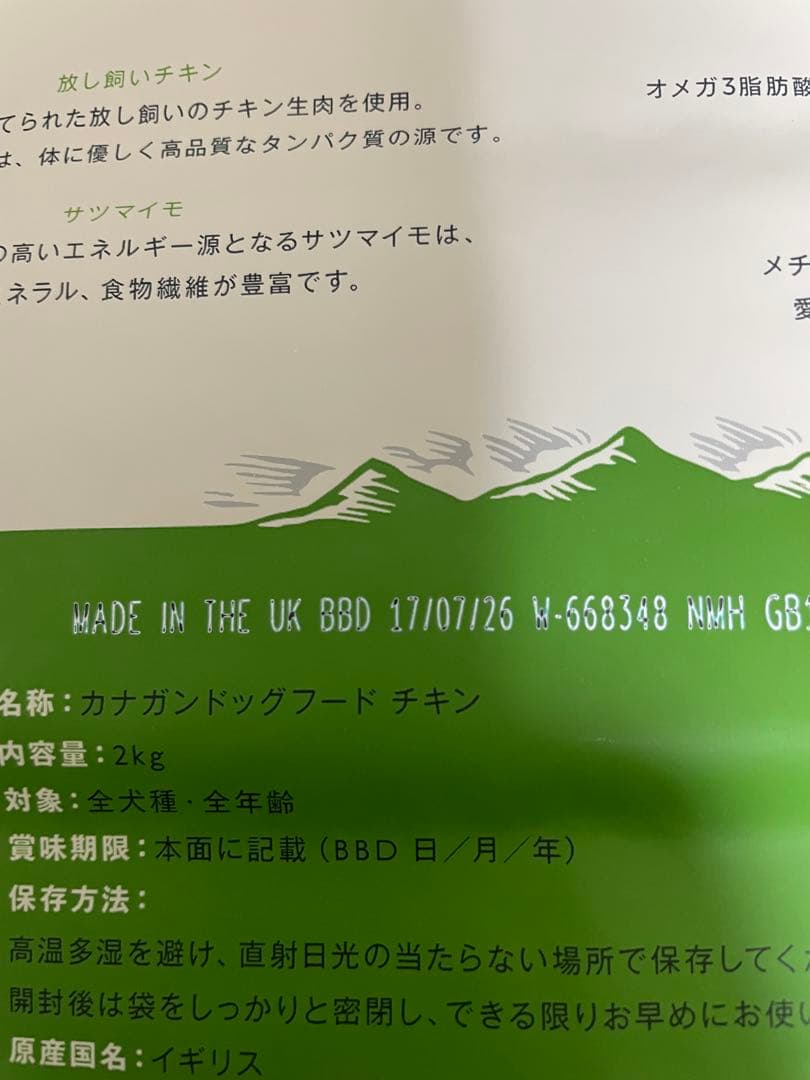 放し飼いチキン
てられた放し飼いのチキン生肉を使用。
は、体に優しく高品質なタンパク質の源です。
オメガ3脂肪酸
サツマイモ
の高いエネルギー源となるサツマイモは、
ネラル、食物繊維が豊富です。
メチ
愛
MADE IN THE UK BBD 17/07/26 W-668348 NMH GB
名称：カナガンドッグフード チキン
内容量：2kg
対象：全犬種・全年齢
賞味期限：本面に記載（BBD 日／月／年）
保存方法：
高温多湿を避け、直射日光の当たらない場所で保存してく
開封後は袋をしっかりと密閉し、できる限りお早めにお使い
原産国名：イギリス